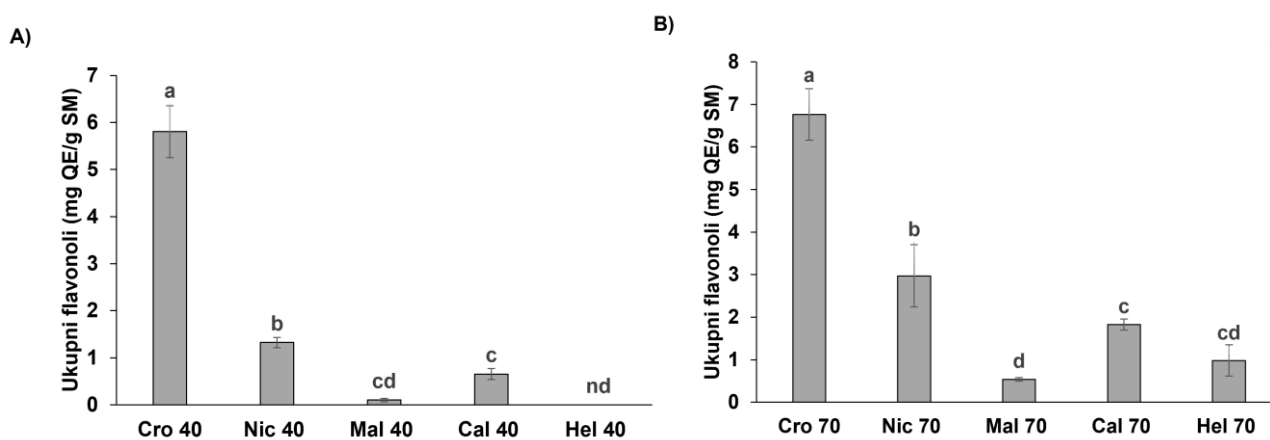 A)
Ukupni flavonoli (mg QE/g SM)
7
6
5
4
3
2
1
0
a
b
cd
c
nd
Cro 40 Nic 40 Mal 40 Cal 40 Hel 40
B)
Ukupni flavonoli (mg QE/g SM)
8
7
6
5
4
3
2
1
0
a
b
d
c
cd
Cro 70 Nic 70 Mal 70 Cal 70 Hel 70